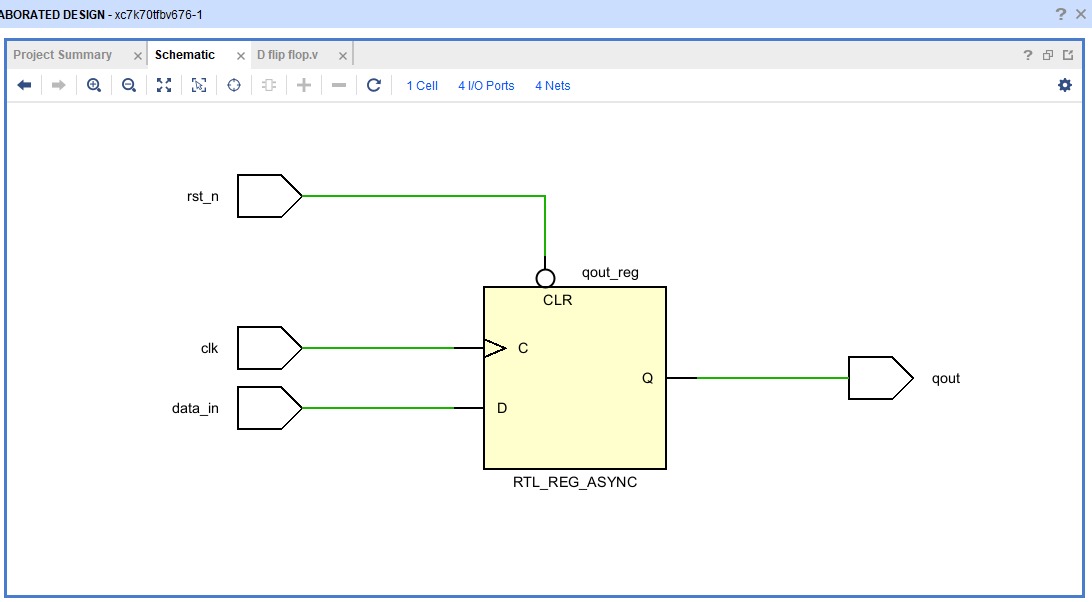 ABORATED DESIGN - xc7k70tfbv676-1
Project Summary Schematic D flip flop.v
1 Cell 4 I/O Ports 4 Nets
rst_n
qout_reg
CLR
clk
C
Q
qout
data_in
D
RTL_REG_ASYNC